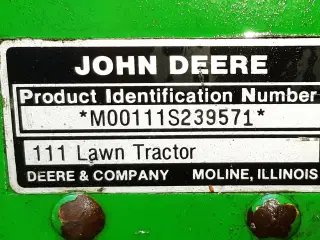 JOHN DEERE
Product Identification Number
*M00111S239571*
111 Lawn Tractor
DEERE & COMPANY MOLINE, ILLINOIS